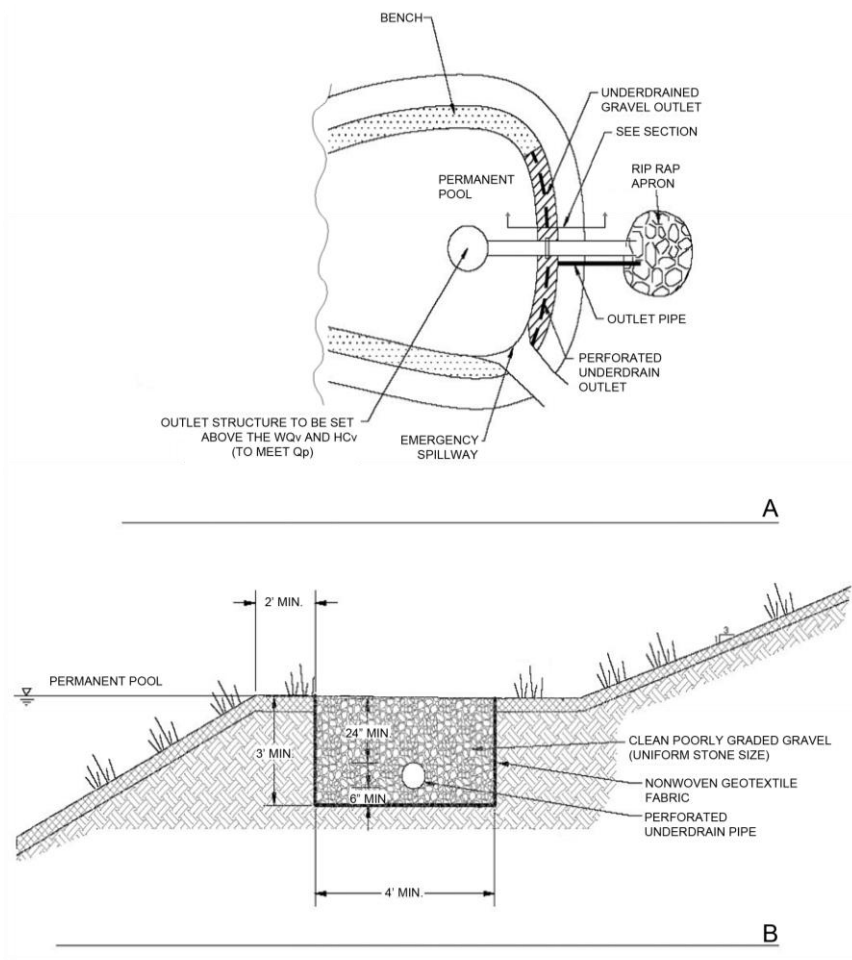 BENCH
UNDERDRAINED
GRAVEL OUTLET
SEE SECTION
RIP RAP
APRON
PERMANENT
POOL
OUTLET PIPE
PERFORATED
UNDERDRAIN
OUTLET
OUTLET STRUCTURE TO BE SET
ABOVE THE WQv AND HCv
(TO MEET Qp)
EMERGENCY
SPILLWAY
A
2' MIN.
3
PERMANENT POOL
24" MIN.
3' MIN.
CLEAN POORLY GRADED GRAVEL
(UNIFORM STONE SIZE)
NONWOVEN GEOTEXTILE
FABRIC
6" MIN.
PERFORATED
UNDERDRAIN PIPE
4' MIN.
B